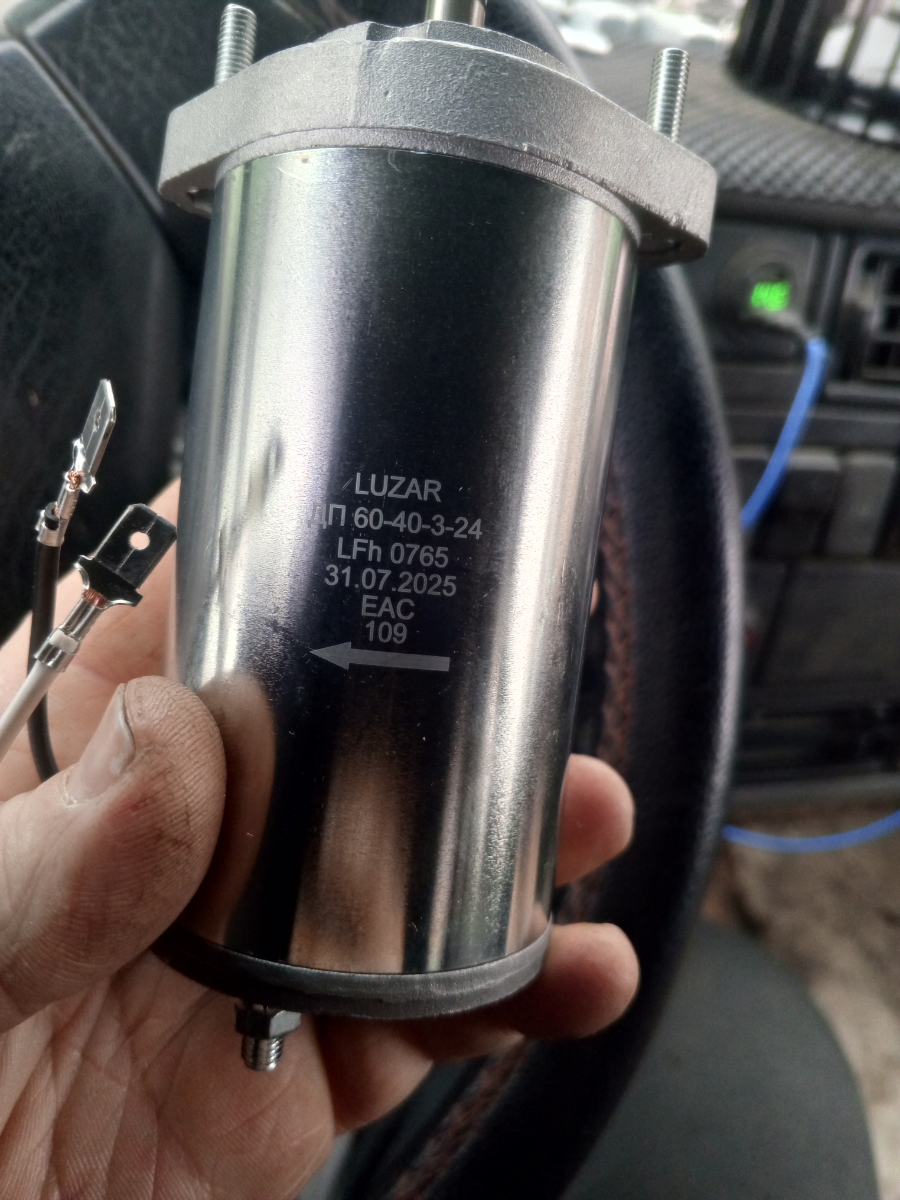 LUZAR
ДП 60-40-3-24
LFh 0765
31.07.2025
EAC
109